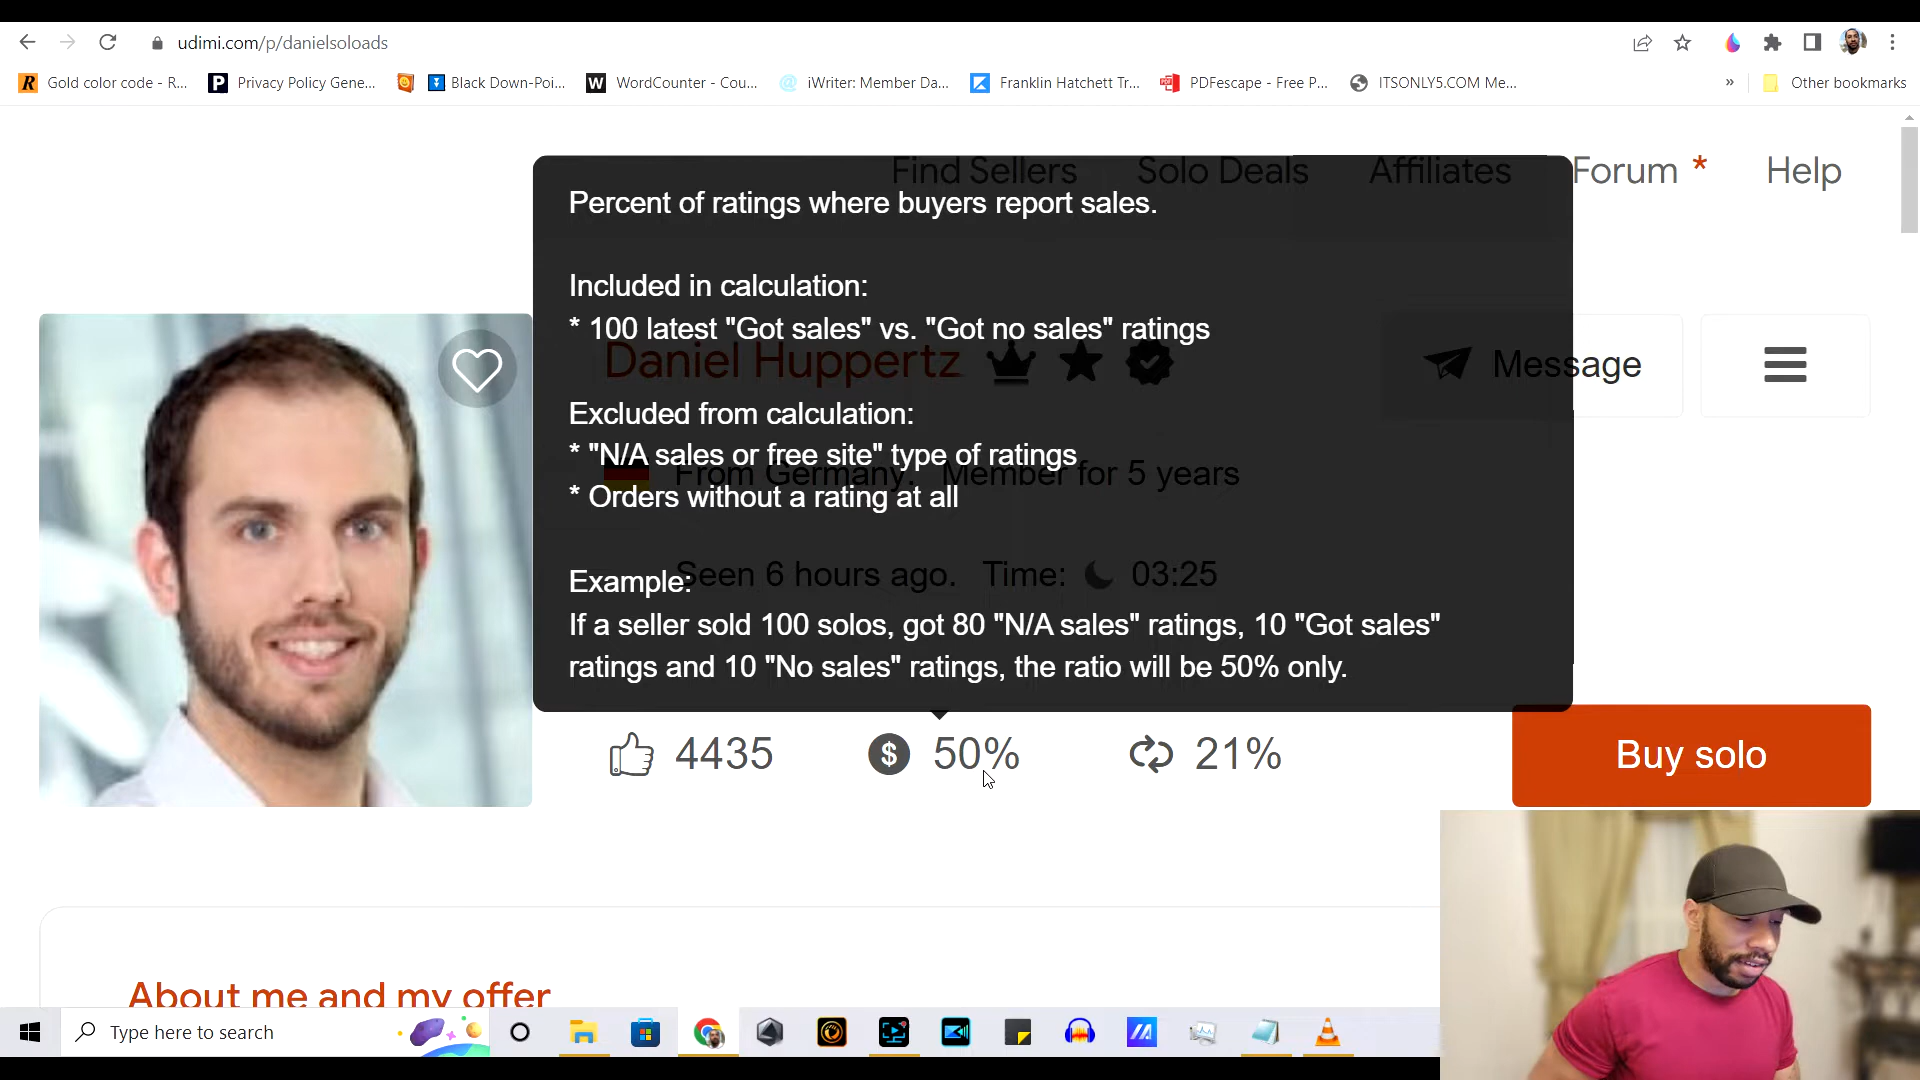 udimi.com/p/danielsoloads
Gold color code - R...
Privacy Policy Gene...
Black Down-Poi...
WordCounter - Cou...
iWriter: Member Da...
Franklin Hatchett Tr...
PDFescape - Free P...
ITSONLY5.COM Me...
»
Other bookmarks
Find Sellers
Solo Deals
Affiliates
Forum *
Help
Percent of ratings where buyers report sales.
Included in calculation:
* 100 latest "Got sales" vs. "Got no sales" ratings
Daniel Huppertz
Message
Excluded from calculation:
* "N/A sales or free site" type of ratings
From Germany. Member for 5 years
* Orders without a rating at all
Seen 6 hours ago. Time: 03:25
Example:
If a seller sold 100 solos, got 80 "N/A sales" ratings, 10 "Got sales"
ratings and 10 "No sales" ratings, the ratio will be 50% only.
4435
$ 50%
21%
Buy solo
About me and my offer
Type here to search